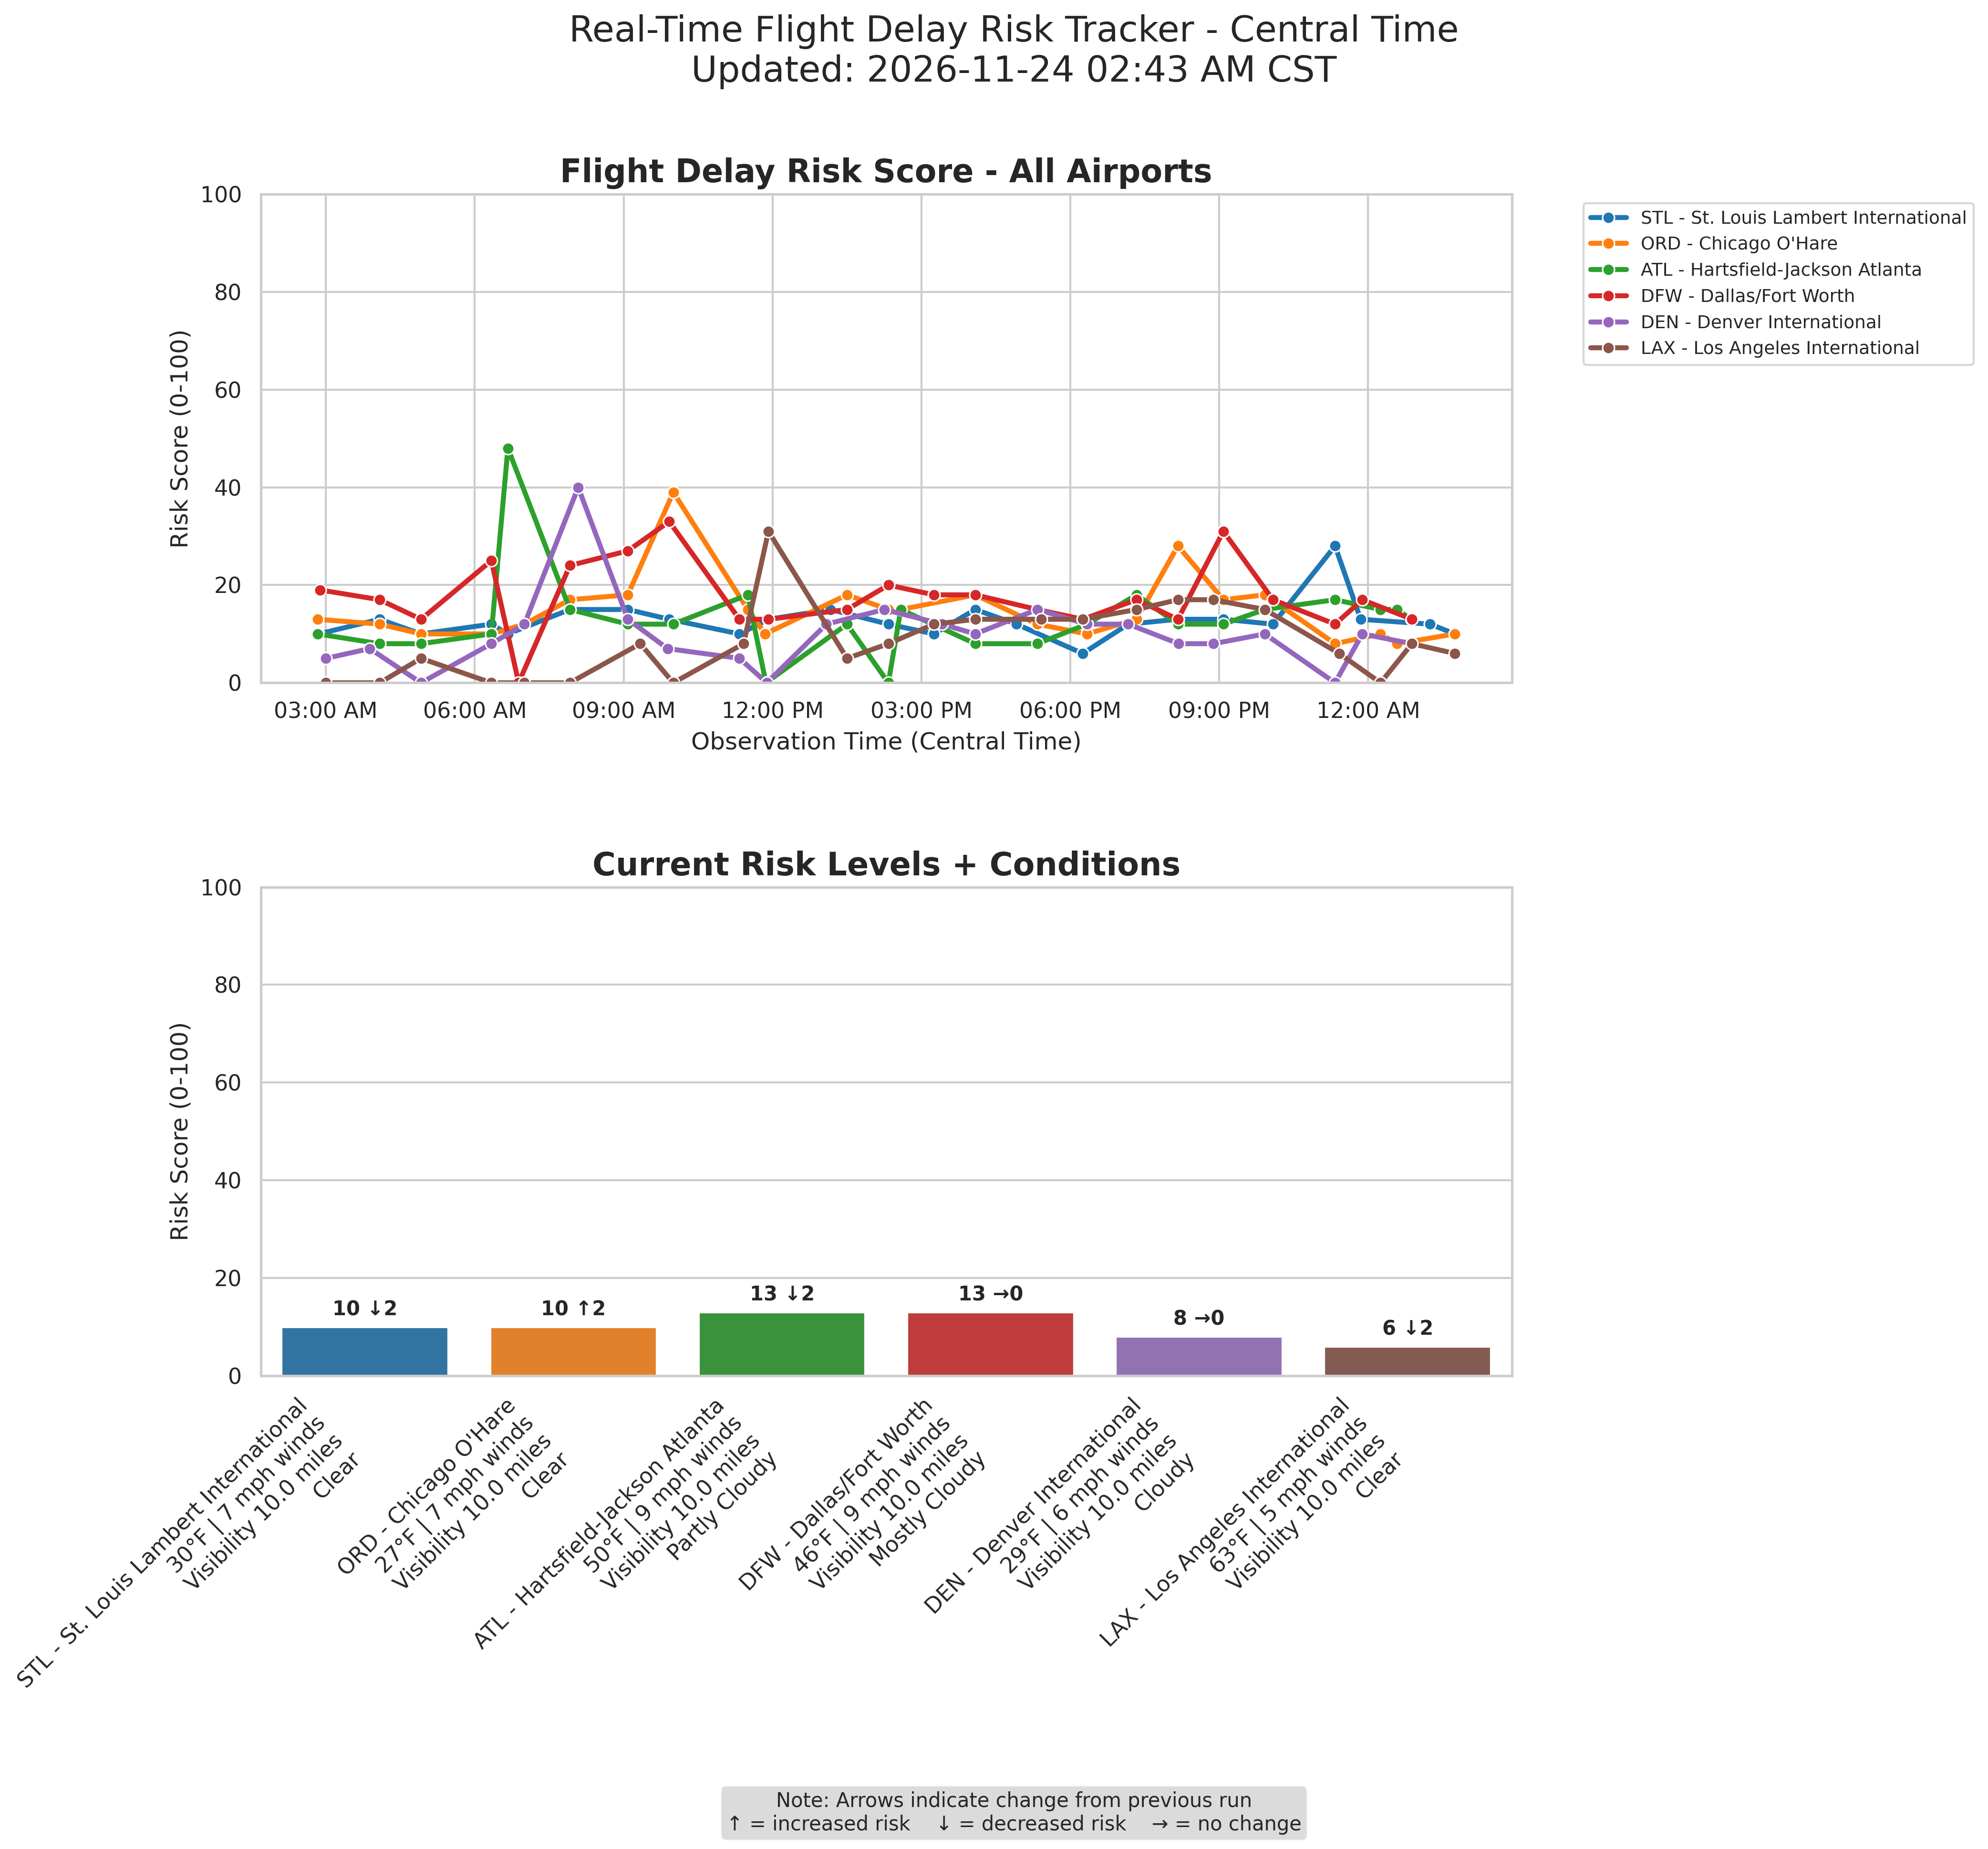 Real-Time Flight Delay Risk Tracker - Central Time
Updated: 2026-11-24 02:43 AM CST
Flight Delay Risk Score - All Airports
100
80
60
40
20
0
Risk Score (0-100)
03:00 AM
06:00 AM
09:00 AM
12:00 PM
03:00 PM
06:00 PM
09:00 PM
12:00 AM
Observation Time (Central Time)
STL - St. Louis Lambert International
ORD - Chicago O'Hare
ATL - Hartsfield-Jackson Atlanta
DFW - Dallas/Fort Worth
DEN - Denver International
LAX - Los Angeles International
Current Risk Levels + Conditions
100
80
60
40
20
0
Risk Score (0-100)
10 ↓2
10 ↑2
13 ↓2
13 →0
8 →0
6 ↓2
STL - St. Louis Lambert International
30°F | 7 mph winds
Visibility 10.0 miles
Clear
ORD - Chicago O'Hare
27°F | 7 mph winds
Visibility 10.0 miles
Clear
ATL - Hartsfield-Jackson Atlanta
50°F | 9 mph winds
Visibility 10.0 miles
Partly Cloudy
DFW - Dallas/Fort Worth
46°F | 9 mph winds
Visibility 10.0 miles
Mostly Cloudy
DEN - Denver International
29°F | 6 mph winds
Visibility 10.0 miles
Cloudy
LAX - Los Angeles International
63°F | 5 mph winds
Visibility 10.0 miles
Clear
Note: Arrows indicate change from previous run
↑ = increased risk ↓ = decreased risk → = no change